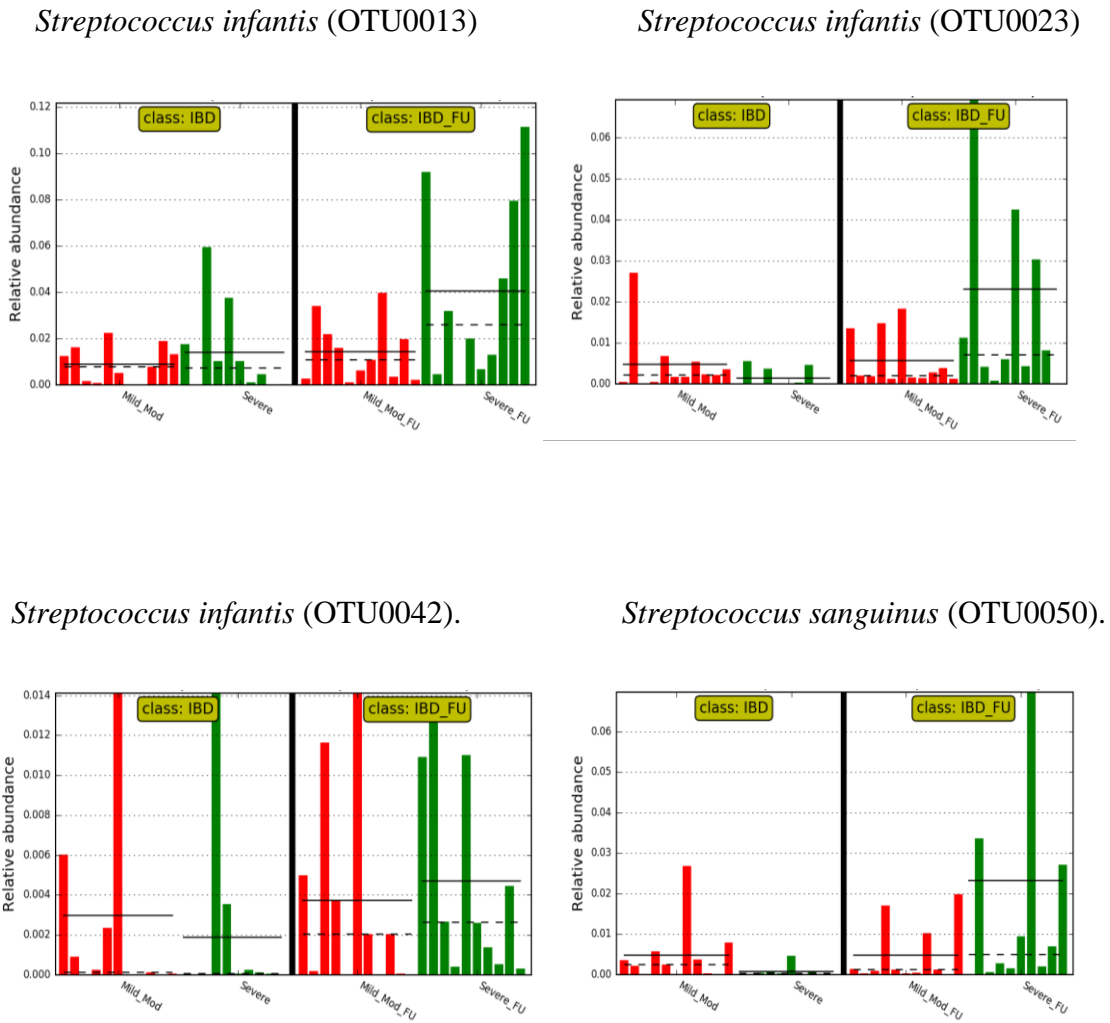 Streptococcus infantis (OTU0013)
Streptococcus infantis (OTU0023)
class: IBD
class: IBD_FU
0.12
0.10
0.08
0.06
0.04
0.02
0.00
Relative abundance
Mild_Mod
Severe
Mild_Mod_FU
Severe_FU
class: IBD
class: IBD_FU
0.06
0.05
0.04
0.03
0.02
0.01
0.00
Relative abundance
Mild_Mod
Severe
Mild_Mod_FU
Severe_FU
Streptococcus infantis (OTU0042).
Streptococcus sanguinus (OTU0050).
class: IBD
class: IBD_FU
0.014
0.012
0.010
0.008
0.006
0.004
0.002
0.000
Relative abundance
Mild_Mod
Severe
Mild_Mod_FU
Severe_FU
class: IBD
class: IBD_FU
0.06
0.05
0.04
0.03
0.02
0.01
0.00
Relative abundance
Mild_Mod
Severe
Mild_Mod_FU
Severe_FU